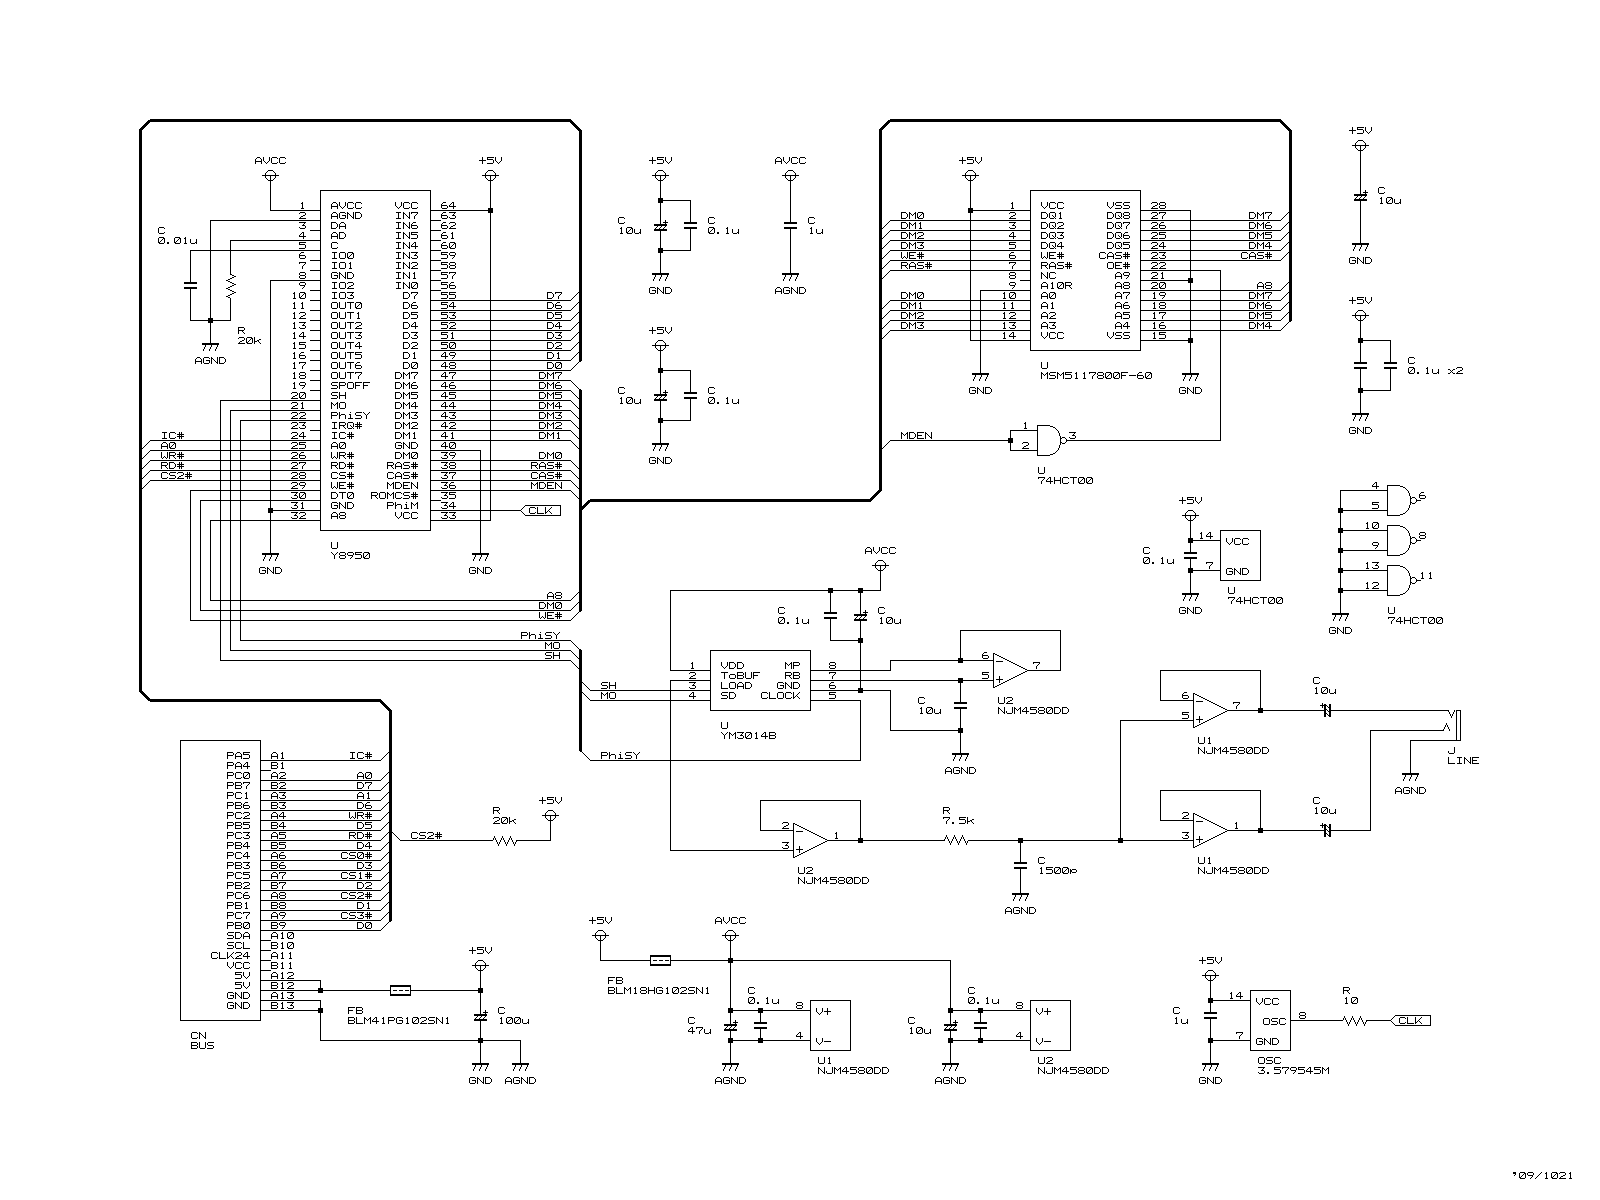 AVCC
+5V
C
0.01u
R
20k
AGND
1 AVCC VCC 64
2 AGND IN7 63
3 DA IN6 62
4 AD IN5 61
5 C IN4 60
6 IO0 IN3 59
7 IO1 IN2 58
8 GND IN1 57
9 IO2 IN0 56
10 IO3 D7 55 D7
11 OUT0 D6 54 D6
12 OUT1 D5 53 D5
13 OUT2 D4 52 D4
14 OUT3 D3 51 D3
15 OUT4 D2 50 D2
16 OUT5 D1 49 D1
17 OUT6 D0 48 D0
18 OUT7 DM7 47 DM7
19 SPOFF DM6 46 DM6
20 SH DM5 45 DM5
21 MO DM4 44 DM4
22 PhiSY DM3 43 DM3
23 IRQ# DM2 42 DM2
IC# 24 IC# DM1 41 DM1
A0 25 A0 GND 40
WR# 26 WR# DM0 39 DM0
RD# 27 RD# RAS# 38 RAS#
CS2# 28 CS# CAS# 37 CAS#
29 WE# MDEN 36 MDEN
30 DT0 ROMCS# 35
31 GND PhiM 34 CLK
32 A8 VCC 33
U
Y8950
GND
GND
A8
DM0
WE#
PhiSY
MO
SH
+5V
C
10u
C
0.1u
GND
AVCC
C
1u
AGND
+5V
C
10u
C
0.1u
GND
+5V
1 VCC VSS 28
DM0 2 DQ1 DQ8 27 DM7
DM1 3 DQ2 DQ7 26 DM6
DM2 4 DQ3 DQ6 25 DM5
DM3 5 DQ4 DQ5 24 DM4
WE# 6 WE# CAS# 23 CAS#
RAS# 7 RAS# OE# 22
8 NC A9 21
9 A10R A8 20 A8
DM0 10 A0 A7 19 DM7
DM1 11 A1 A6 18 DM6
DM2 12 A2 A5 17 DM5
DM3 13 A3 A4 16 DM4
14 VCC VSS 15
U
MSM5117800F-60
GND
GND
MDEN
1
2
3
U
74HCT00
+5V
C
10u
GND
+5V
C
0.1u x2
GND
+5V
C
0.1u
14 VCC
7 GND
U
74HCT00
GND
4
5
6
10
9
8
13
12
11
U
74HCT00
GND
AVCC
C
0.1u
C
10u
1 VDD MP 8
2 ToBUF RB 7
SH 3 LOAD GND 6
MO 4 SD CLOCK 5
U
YM3014B
PhiSY
6
5
7
U2
NJM4580DD
C
10u
AGND
6
5
7
U1
NJM4580DD
C
10u
J
LINE
AGND
2
3
1
U2
NJM4580DD
R
7.5k
C
1500p
AGND
2
3
1
U1
NJM4580DD
C
10u
PA5 A1 IC#
PA4 B1
PC0 A2 A0
PB7 B2 D7
PC1 A3 A1
PB6 B3 D6
PC2 A4 WR#
PB5 B4 D5
PC3 A5 RD#
PB4 B5 D4
PC4 A6 CS0#
PB3 B6 D3
PC5 A7 CS1#
PB2 B7 D2
PC6 A8 CS2#
PB1 B8 D1
PC7 A9 CS3#
PB0 B9 D0
SDA A10
SCL B10
CLK24 A11
VCC B11
5V A12
5V B12
GND A13
GND B13
CN
BUS
CS2#
R
20k
+5V
FB
BLM41PG102SN1
+5V
C
100u
GND
AGND
+5V
FB
BLM18HG102SN1
AVCC
C
47u
C
0.1u
8 V+
4 V-
U1
NJM4580DD
AGND
C
10u
C
0.1u
8 V+
4 V-
U2
NJM4580DD
AGND
+5V
C
1u
14 VCC
OSC 8
7 GND
OSC
3.579545M
R
10
CLK
GND
'09/1021